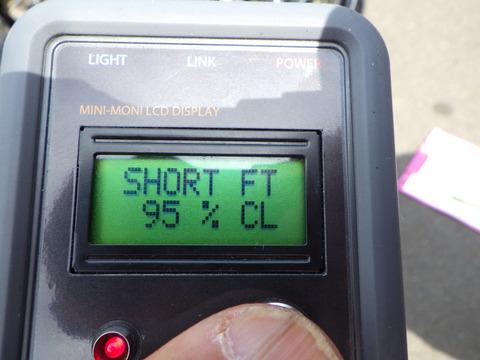 LIGHT LINK POWER
MINI-MONI LCD DISPLAY
SHORT FT
95 % CL